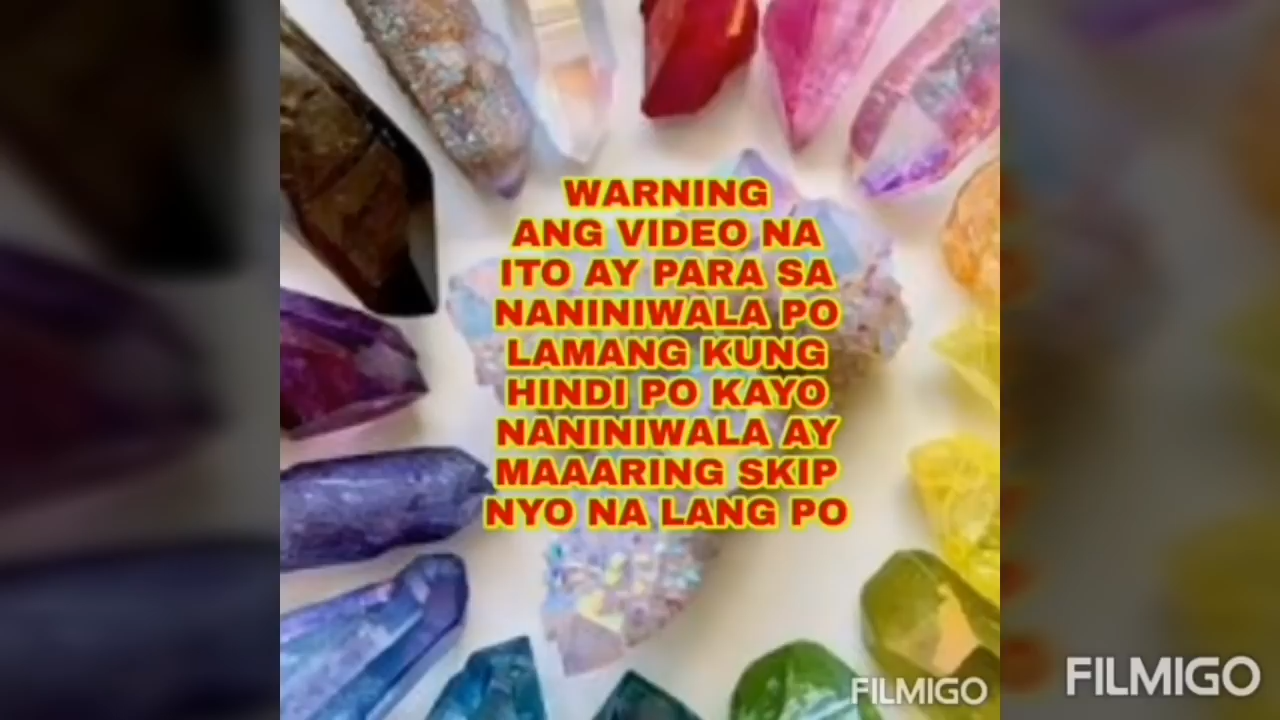 WARNING
ANG VIDEO NA
ITO AY PARA SA
NANINIWALA PO
LAMANG KUNG
HINDI PO KAYO
NANINIWALA AY
MAAARING SKIP
NYO NA LANG PO
FILMIGO
FILMIGO